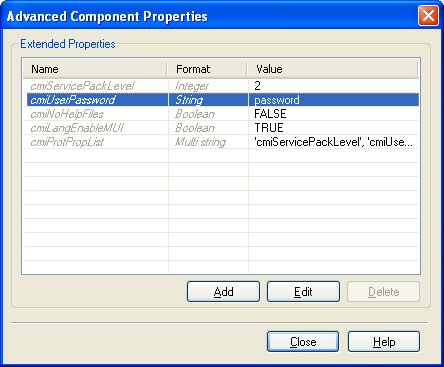 Advanced Component Properties
Extended Properties
Name Format Value
cmiServicePackLevel Integer 2
cmiUserPassword String password
cmiNoHelpFiles Boolean FALSE
cmiLangEnableMUI Boolean TRUE
cmiProtPropList Multi string 'cmiServicePackLevel', 'cmiUse...
Add Edit Delete
Close Help